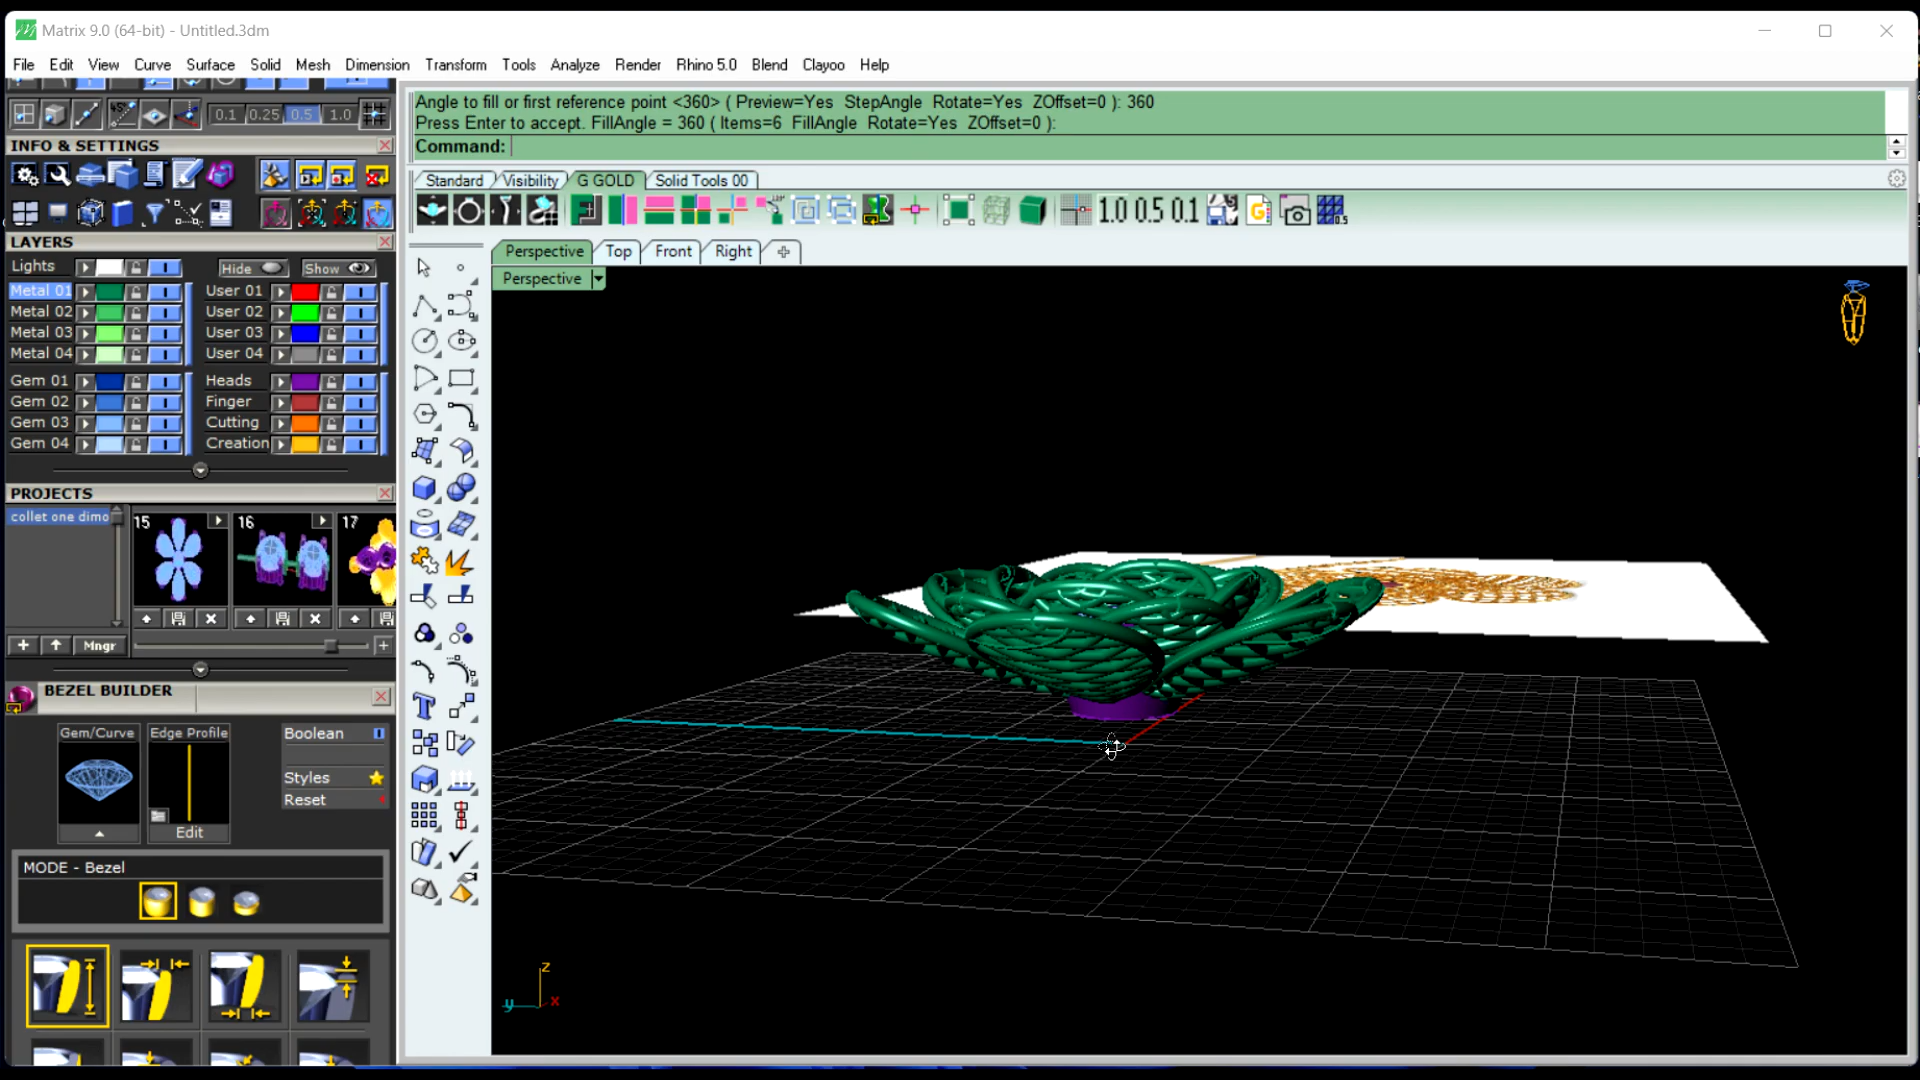 Matrix 9.0 (64-bit) - Untitled.3dm
File Edit View Curve Surface Solid Mesh Dimension Transform Tools Analyze Render Rhino 5.0 Blend Clayoo Help
Angle to fill or first reference point <360> ( Preview=Yes StepAngle Rotate=Yes ZOffset=0 ): 360
Press Enter to accept. FillAngle = 360 ( Items=6 FillAngle Rotate=Yes ZOffset=0 ):
Command:
0.1 0.25 0.5 1.0
INFO & SETTINGS
Standard Visibility G GOLD Solid Tools 00
1.0 0.5 0.1
LAYERS
Perspective Top Front Right
Perspective
Lights Hide Show
Metal 01 User 01
Metal 02 User 02
Metal 03 User 03
Metal 04 User 04
Gem 01 Heads
Gem 02 Finger
Gem 03 Cutting
Gem 04 Creation
PROJECTS
collet one dimo
15 16 17
Mngr
BEZEL BUILDER
Gem/Curve Edge Profile Boolean
Styles
Reset
Edit
MODE - Bezel
z
y x